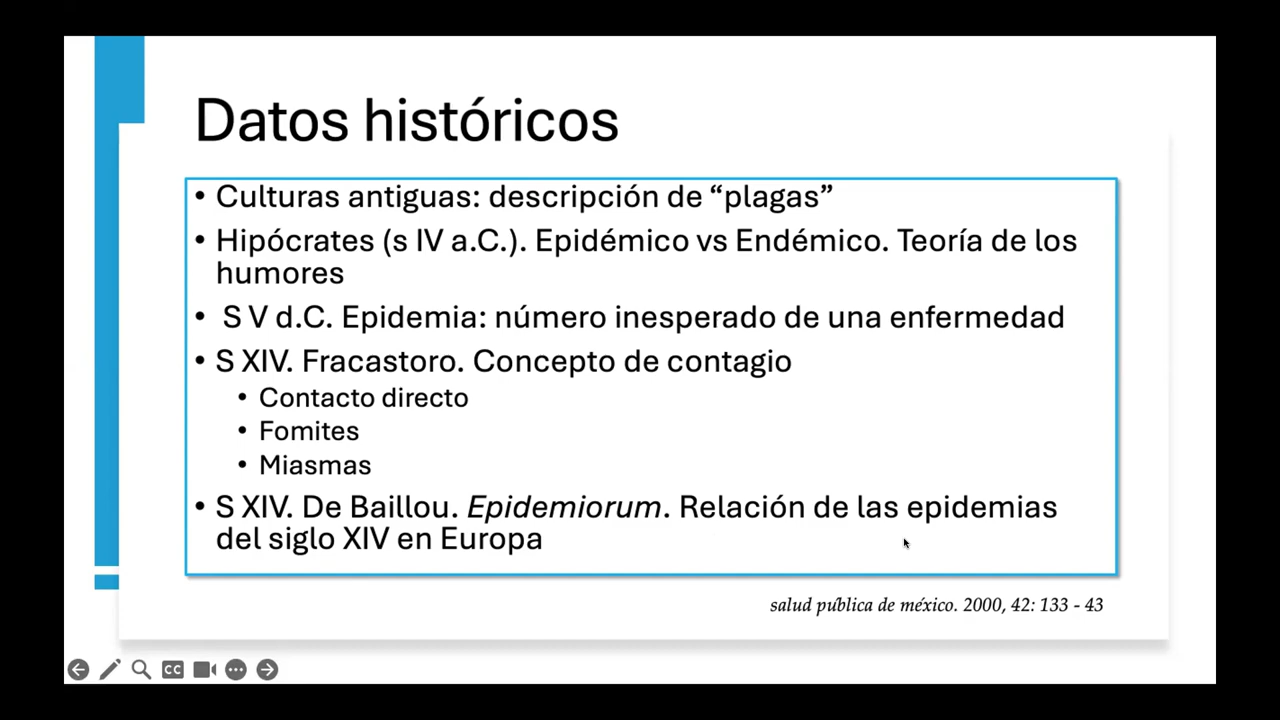 Datos históricos
• Culturas antiguas: descripción de “plagas”
• Hipócrates (s IV a.C.). Epidémico vs Endémico. Teoría de los
humores
• S V d.C. Epidemia: número inesperado de una enfermedad
• S XIV. Fracastoro. Concepto de contagio
• Contacto directo
• Fomites
• Miasmas
• S XIV. De Baillou. Epidemiorum. Relación de las epidemias
del siglo XIV en Europa
salud pública de méxico. 2000, 42: 133 - 43
CC